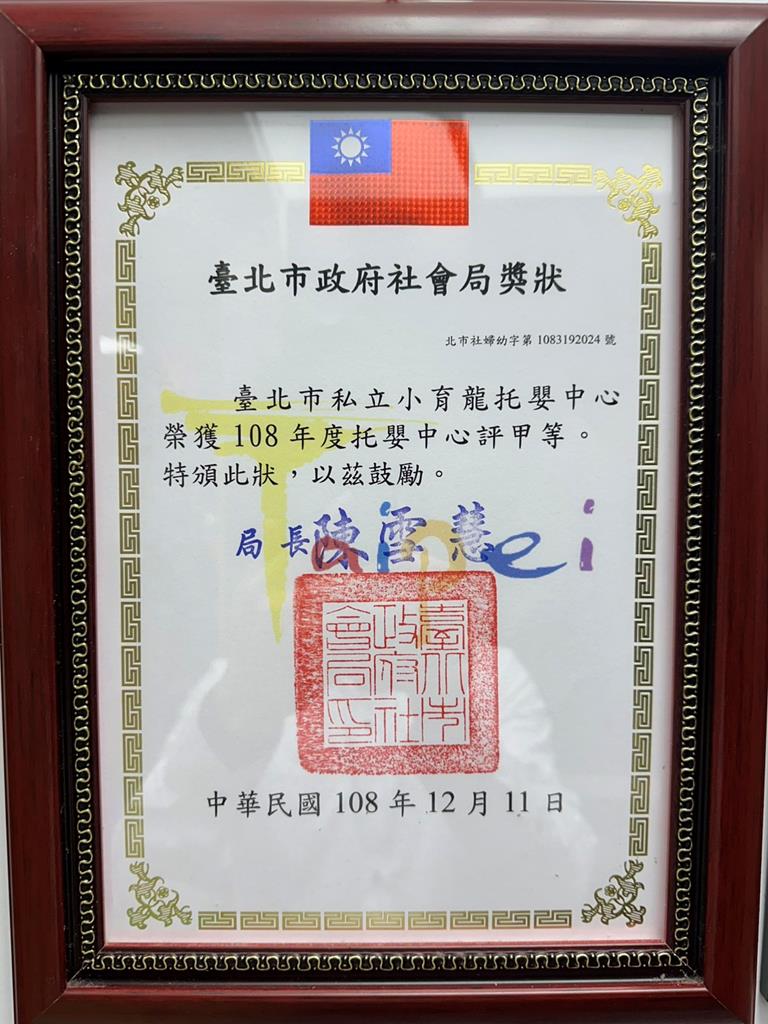 臺北市政府社會局獎狀
北市社婦幼字第 1083192024 號
臺北市私立小育龍托嬰中心
榮獲 108 年度托嬰中心評甲等。
特頒此狀，以茲鼓勵。
局長陳雪慧
Taipei
臺北市政府社會局印
中華民國 108 年 12 月 11 日